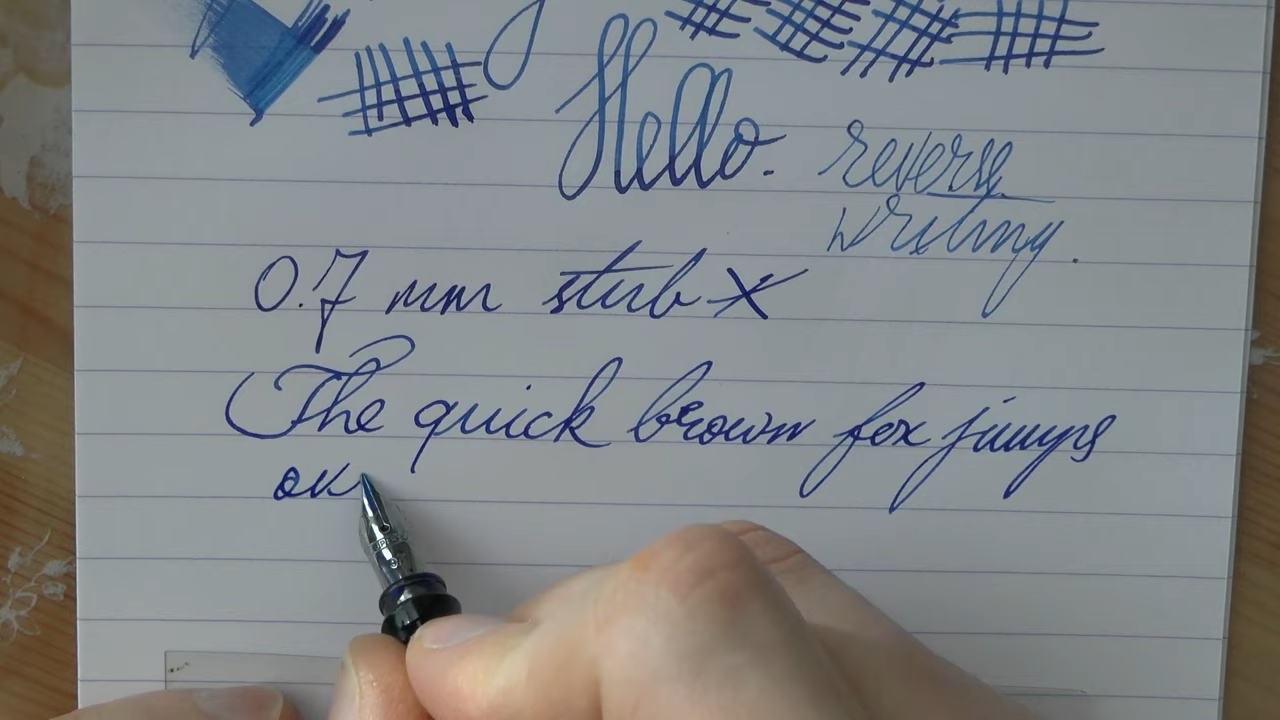 Hello. reverse
writing.
0.7 mm stub X
The quick brown fox jumps
ov